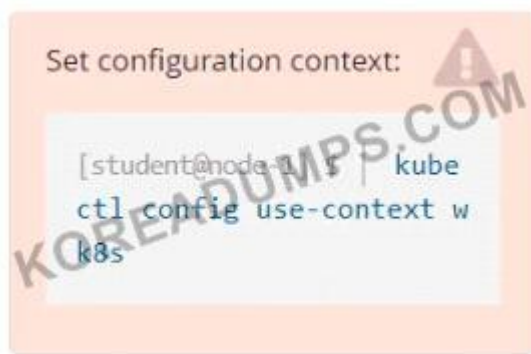 Set configuration context:
[student@node-1] $ | kube
ctl config use-context w
k8s
KOREADUMPS.COM